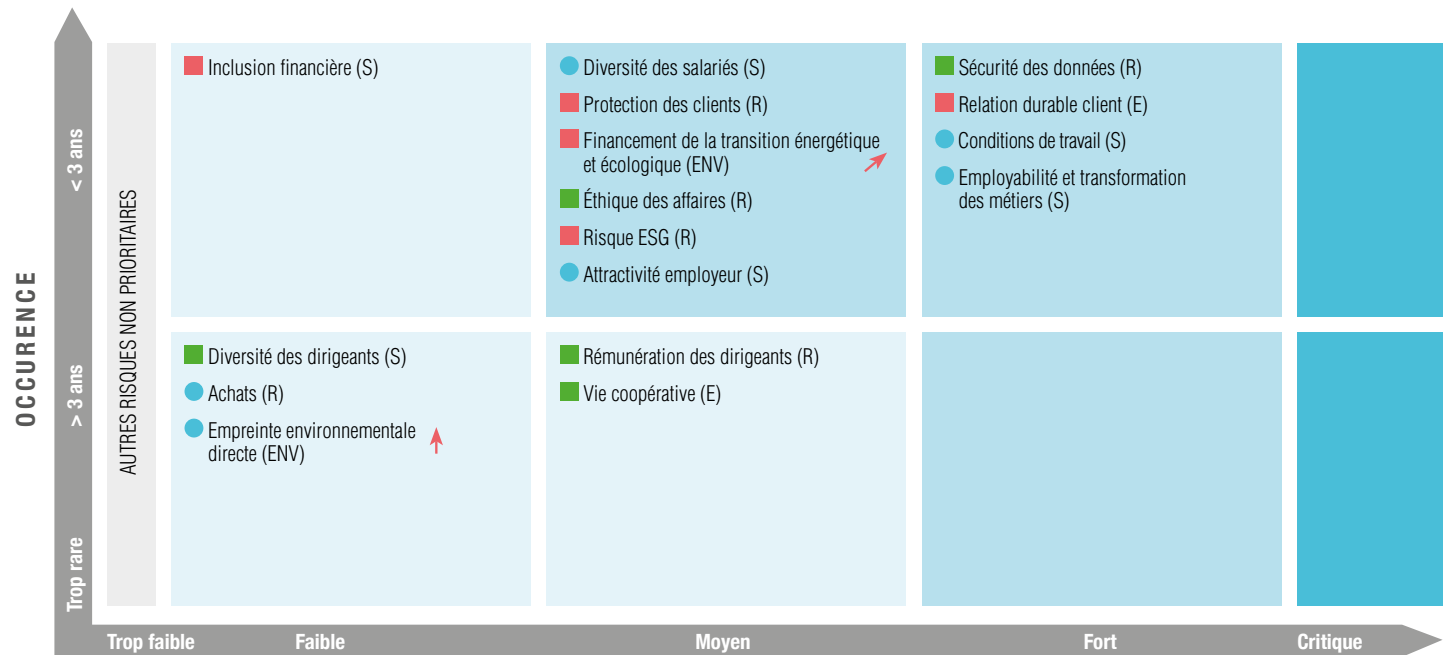 OCCURENCE
< 3 ans
> 3 ans
Trop rare
AUTRES RISQUES NON PRIORITAIRES
Inclusion financière (S)
Diversité des salariés (S)
Protection des clients (R)
Financement de la transition énergétique
et écologique (ENV)
Éthique des affaires (R)
Risque ESG (R)
Attractivité employeur (S)
Sécurité des données (R)
Relation durable client (E)
Conditions de travail (S)
Employabilité et transformation
des métiers (S)
Diversité des dirigeants (S)
Achats (R)
Empreinte environnementale
directe (ENV)
Rémunération des dirigeants (R)
Vie coopérative (E)
Trop faible
Faible
Moyen
Fort
Critique